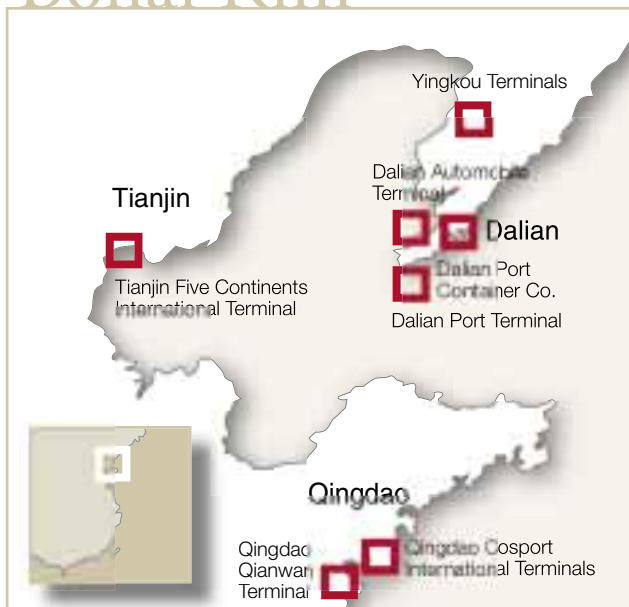 Yingkou Terminals
Dalian Automobile
Terminal
Tianjin
Dalian
Dalian Port
Container Co.
Tianjin Five Continents
International Terminal
Dalian Port Terminal
Qingdao
Qingdao
Qianwan
Terminal
Qingdao Cosport
International Terminals